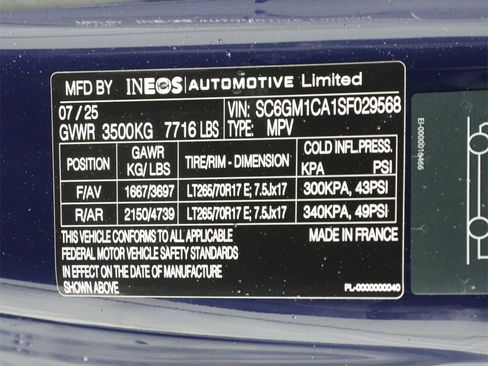 MFD BY INEOS AUTOMOTIVE Limited
07 / 25 VIN: SC6GM1CA1SF029568
GVWR 3500KG 7716 LBS TYPE: MPV
POSITION GAWR KG/LBS TIRE/RIM - DIMENSION COLD INFL.PRESS. KPA PSI
F/AV 1667/3697 LT265/70R17 E; 7.5Jx17 300KPA, 43PSI
R/AR 2150/4739 LT265/70R17 E; 7.5Jx17 340KPA, 49PSI
THIS VEHICLE CONFORMS TO ALL APPLICABLE MADE IN FRANCE
FEDERAL MOTOR VEHICLE SAFETY STANDARDS
IN EFFECT ON THE DATE OF MANUFACTURE
SHOWN ABOVE PL-0000000040